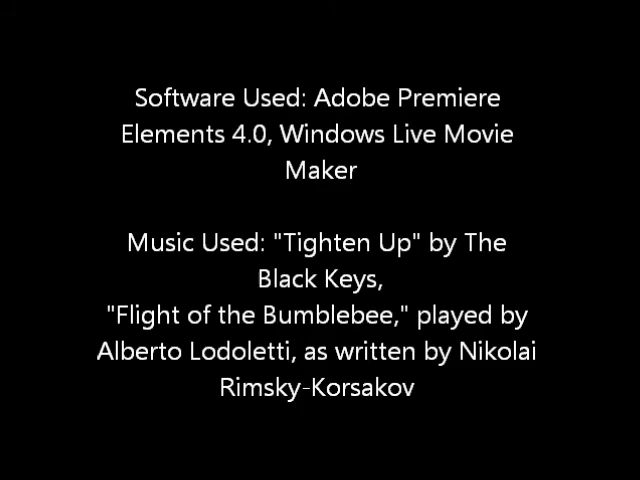 Software Used: Adobe Premiere
Elements 4.0, Windows Live Movie
Maker
Music Used: "Tighten Up" by The
Black Keys,
"Flight of the Bumblebee," played by
Alberto Lodoletti, as written by Nikolai
Rimsky-Korsakov